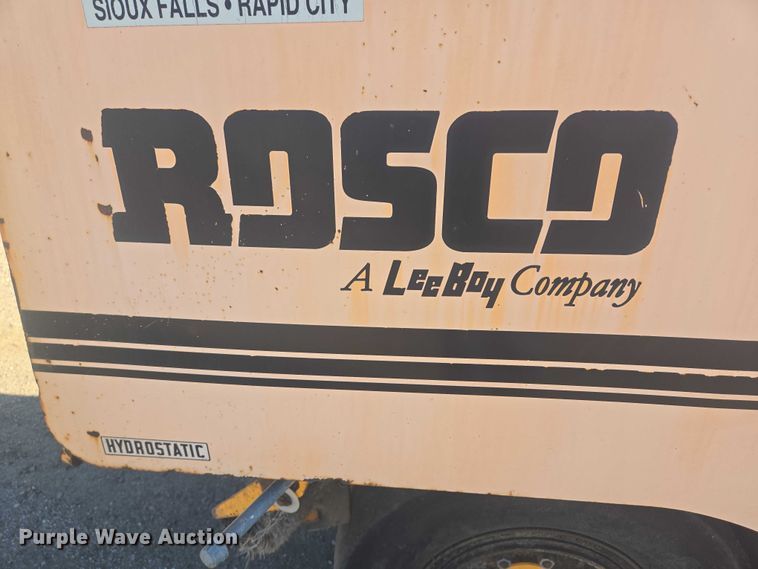 SIOUX FALLS • RAPID CITY
ROSCO
A LeeBoy Company
HYDROSTATIC
Purple Wave Auction®